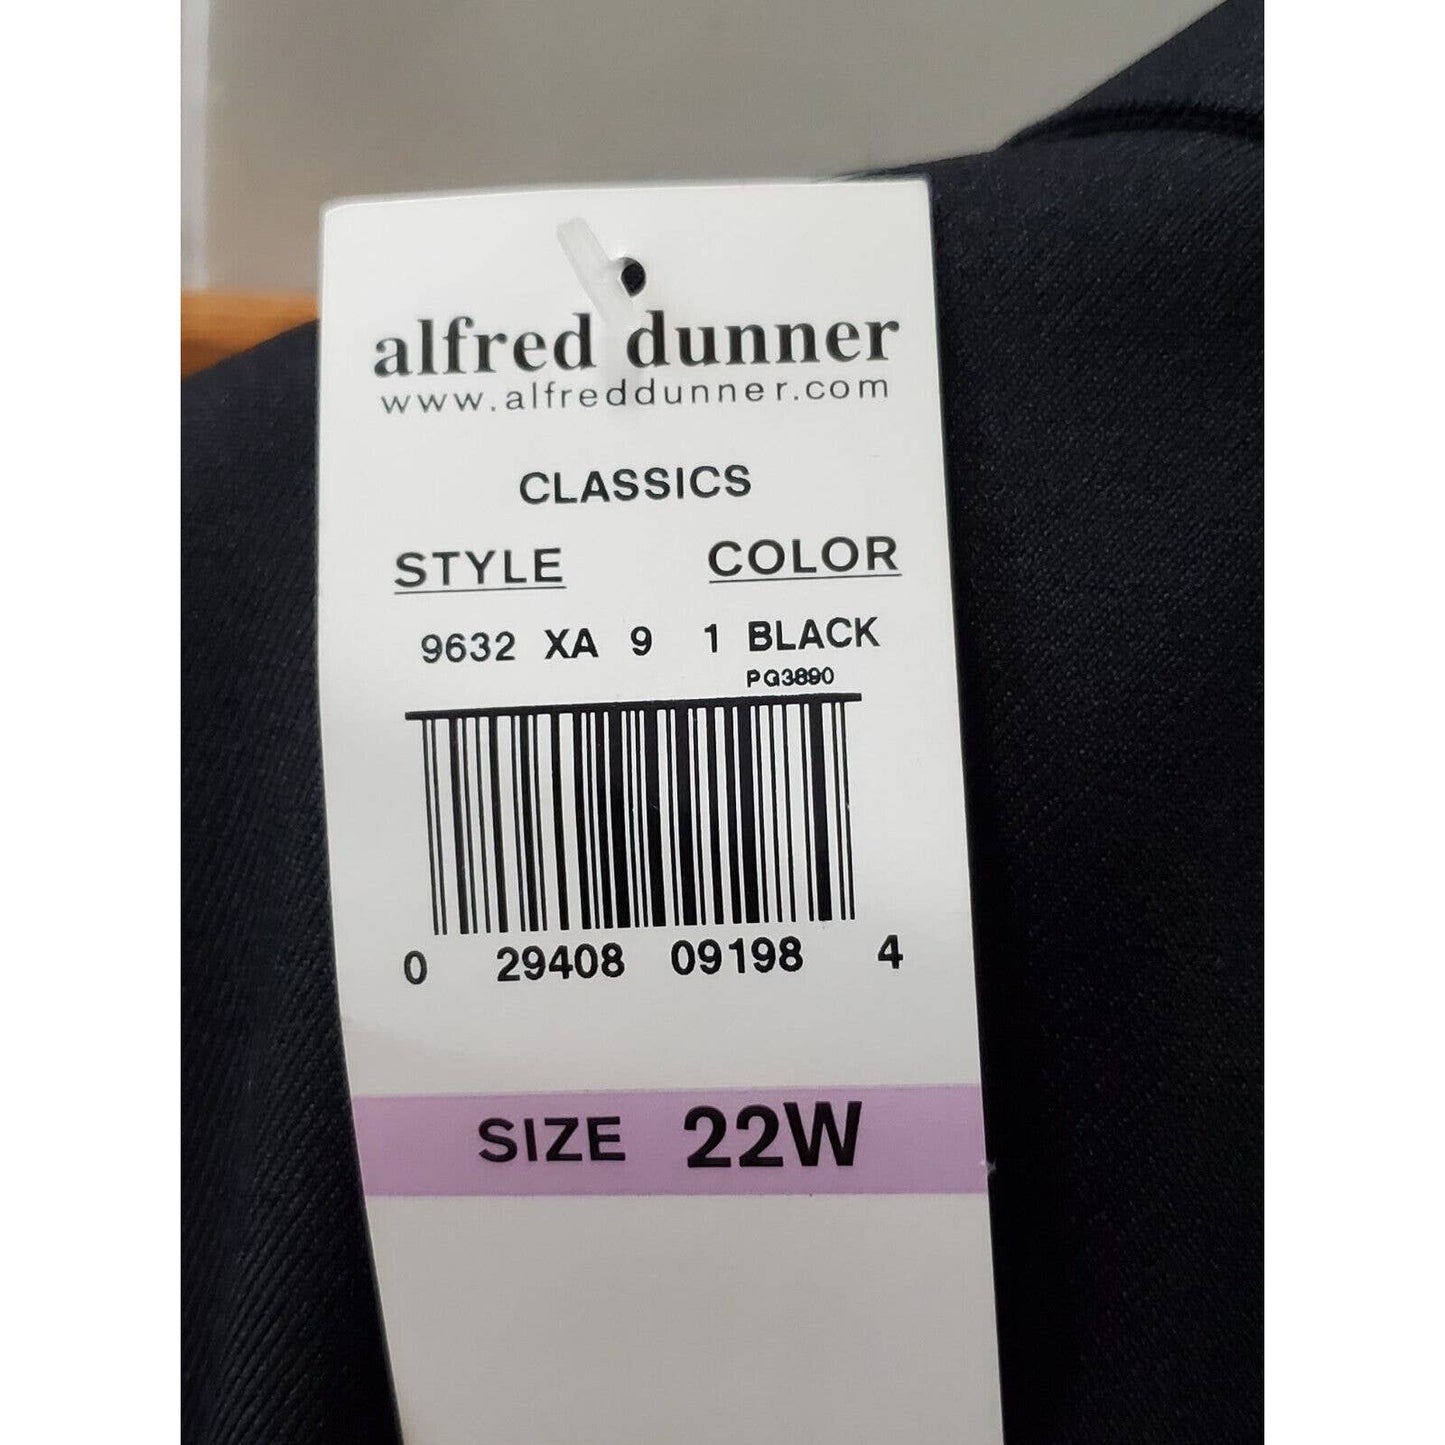 alfred dunner
www.alfreddunner.com
CLASSICS
STYLE COLOR
9632 XA 9 1 BLACK
PG3890
0 29408 09198 4
SIZE 22W